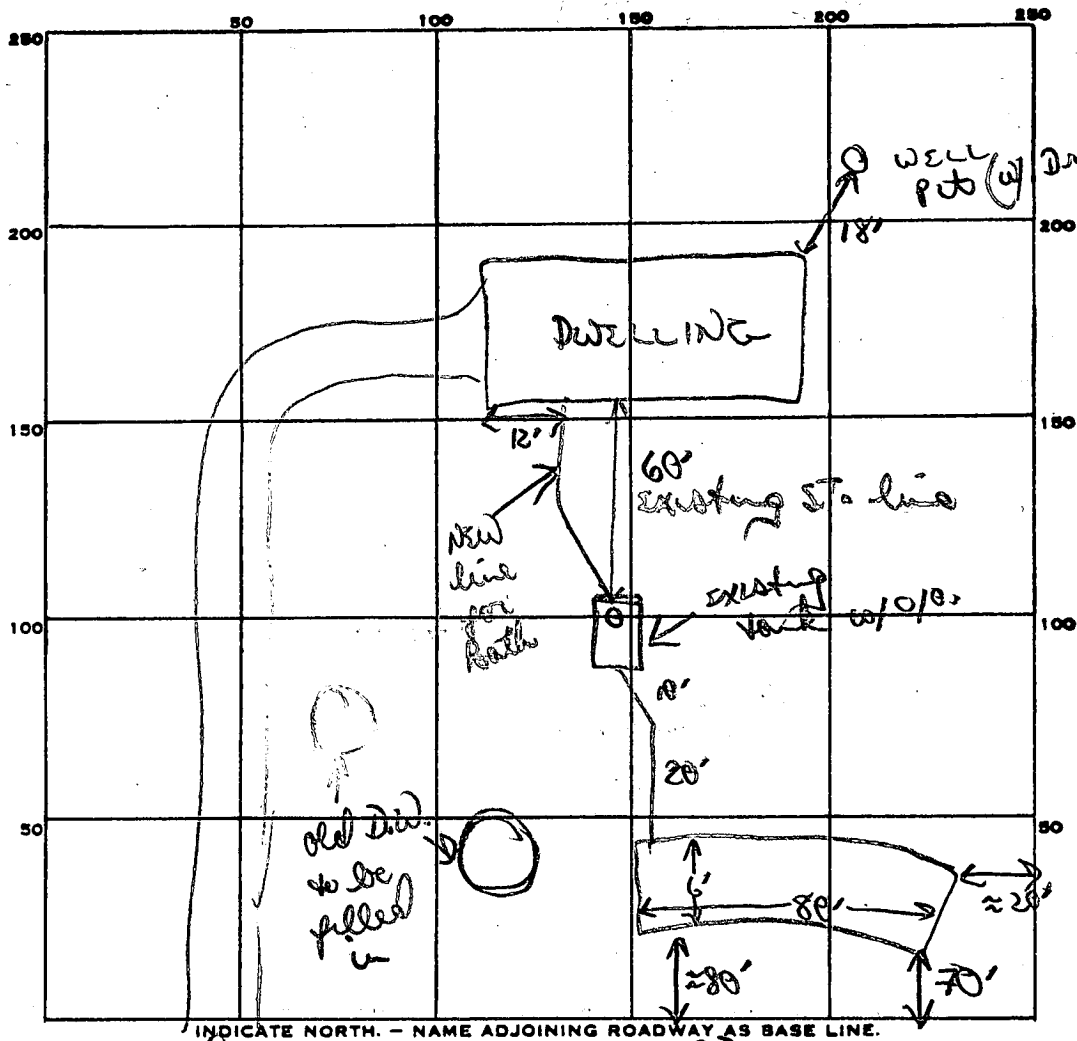 50 100 150 200 250
250
WELL
18'
200 200
DWELLING
150 150
12'
60'
Existing S.T. line
NEW
line
for
Bath
Existing
tank
100 100
20'
old D.W.
to be
filled
in
50 50
6'
80'
≈20'
≈80'
70'
INDICATE NORTH. - NAME ADJOINING ROADWAY AS BASE LINE.